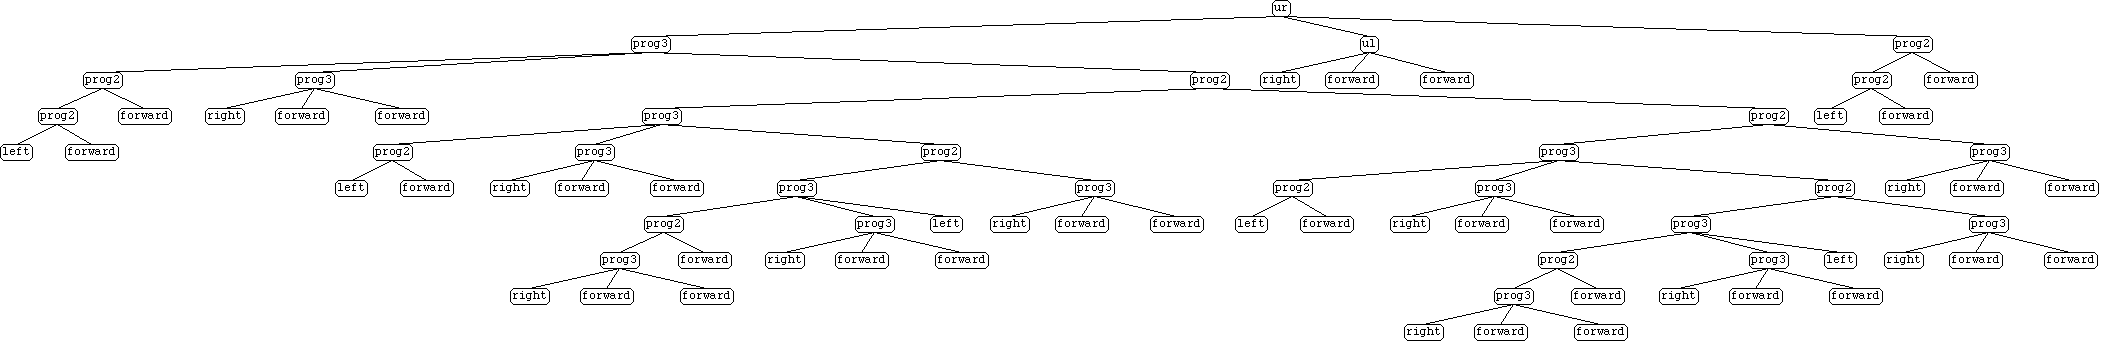 ur
prog3 ul prog2
prog2 prog3 prog2 right forward forward prog2 forward
prog2 forward right forward forward prog3 prog2 left forward
left forward prog2 prog3 prog2 prog3 prog3
left forward right forward forward prog3 prog3 prog2 prog3 prog2 right forward forward
prog2 prog3 left right forward forward left forward right forward forward prog3 prog3
prog3 forward right forward forward prog2 prog3 left right forward forward
right forward forward prog3 forward right forward forward
right forward forward